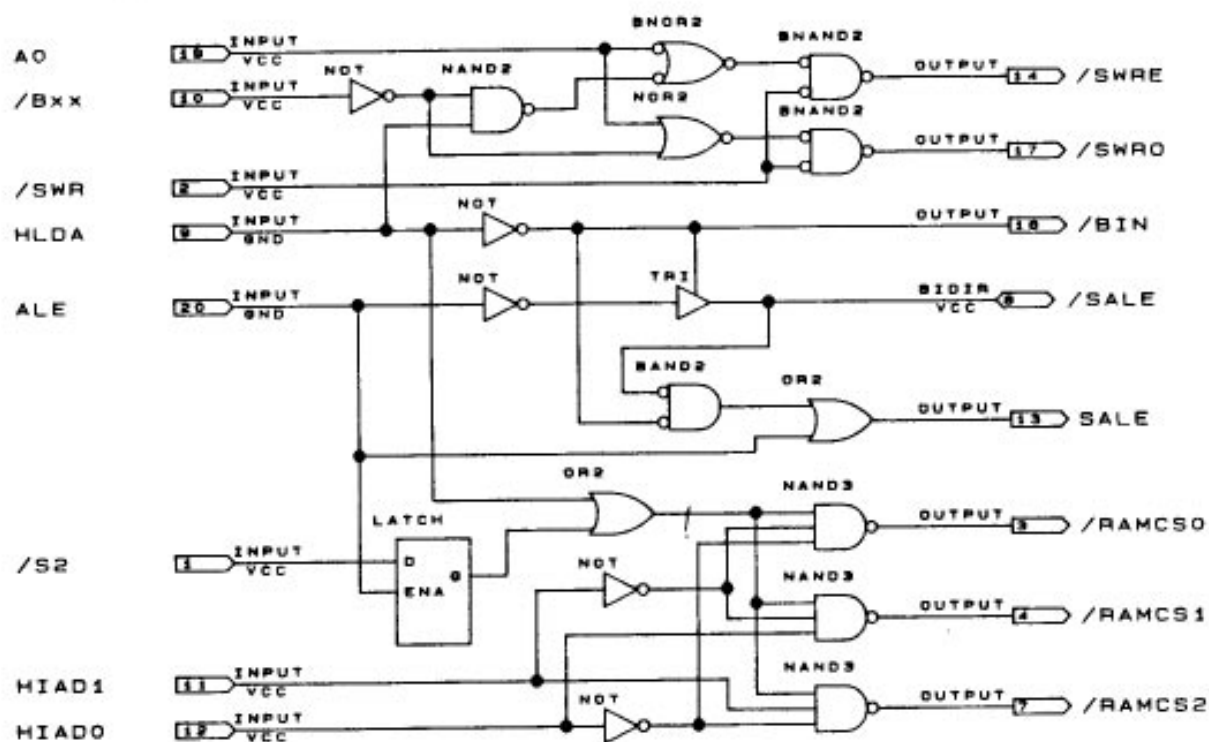 BNOR2
BNAND2
A0 19 INPUT VCC NOT NAND2 OUTPUT 14 /SWRE
/Bxx 10 INPUT VCC NOR2 BNAND2
OUTPUT 17 /SWRO
/SWR 2 INPUT VCC
NOT
HLDA 9 INPUT GND OUTPUT /BIN
NOT TRI
ALE 20 INPUT GND BIDIR VCC /SALE
BAND2 OR2
OUTPUT 13 SALE
OR2 NAND3
LATCH OUTPUT 3 /RAMCS0
/S2 1 INPUT VCC D ENA NOT NAND3
OUTPUT 4 /RAMCS1
NAND3
HIAD1 11 INPUT VCC NOT OUTPUT 7 /RAMCS2
HIAD0 12 INPUT VCC